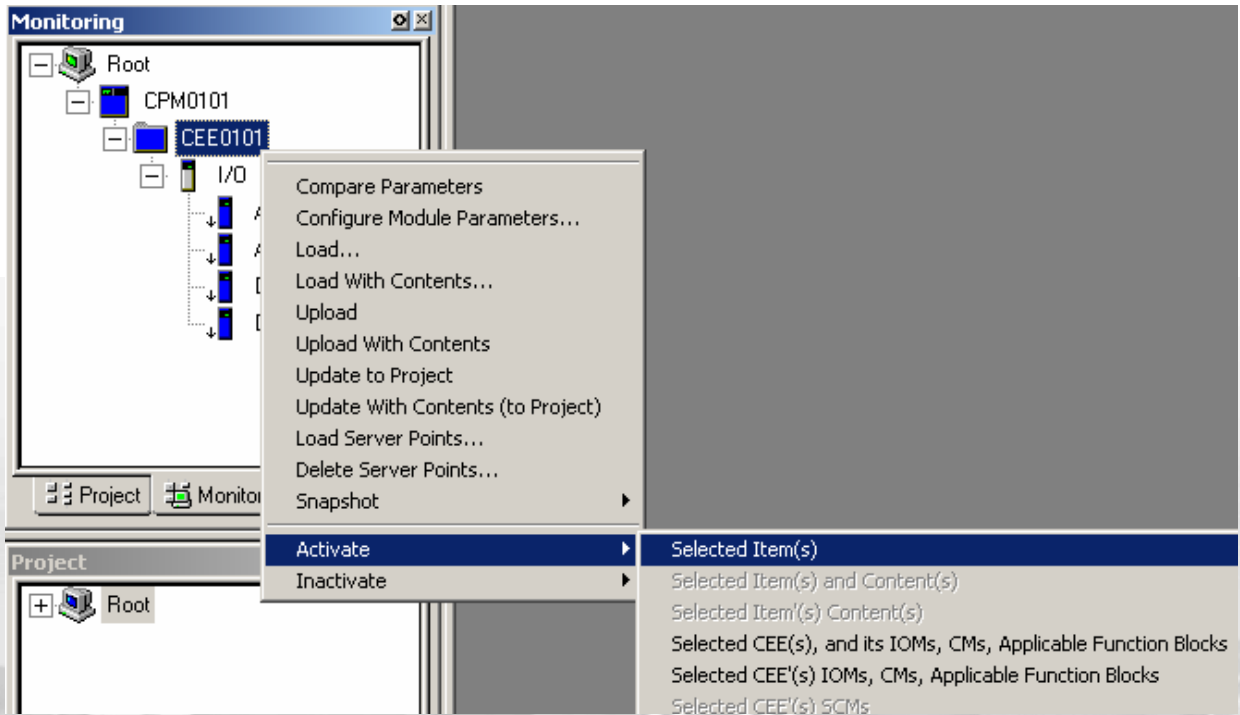 Monitoring
Root
CPM0101
CEE0101
I/O
Compare Parameters
Configure Module Parameters...
Load...
Load With Contents...
Upload
Upload With Contents
Update to Project
Update With Contents (to Project)
Load Server Points...
Delete Server Points...
Snapshot
Activate
Inactivate
Selected Item(s)
Selected Item(s) and Content(s)
Selected Item'(s) Content(s)
Selected CEE(s), and its IOMs, CMs, Applicable Function Blocks
Selected CEE'(s) IOMs, CMs, Applicable Function Blocks
Selected CEE'(s) SCMs
Project
Project
Root